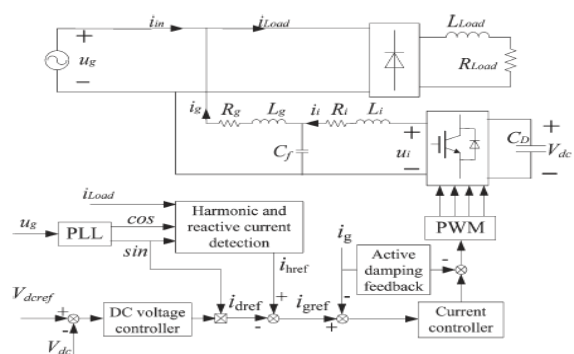 i_in
i_Load
L_Load
R_Load
+
u_g
−
i_g
R_g
L_g
i_i
R_i
L_i
+
u_i
−
C_f
C_D
+
V_dc
−
i_Load
u_g
PLL
cos
sin
Harmonic and
reactive current
detection
i_g
PWM
Active
damping
feedback
-
i_href
V_dcref
+
-
V_dc
DC voltage
controller
i_dref
+
-
i_gref
+
-
Current
controller